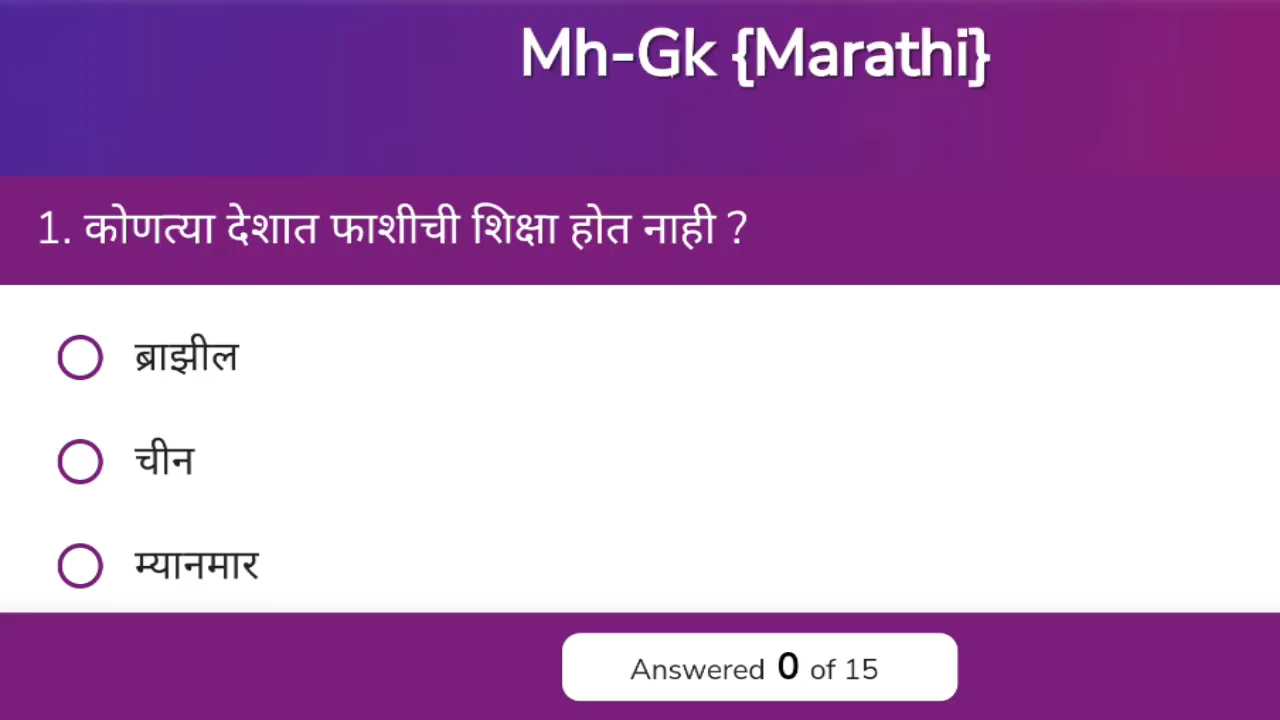 Mh-Gk {Marathi}
1. कोणत्या देशात फाशीची शिक्षा होत नाही ?
ब्राझील
चीन
म्यानमार
Answered 0 of 15